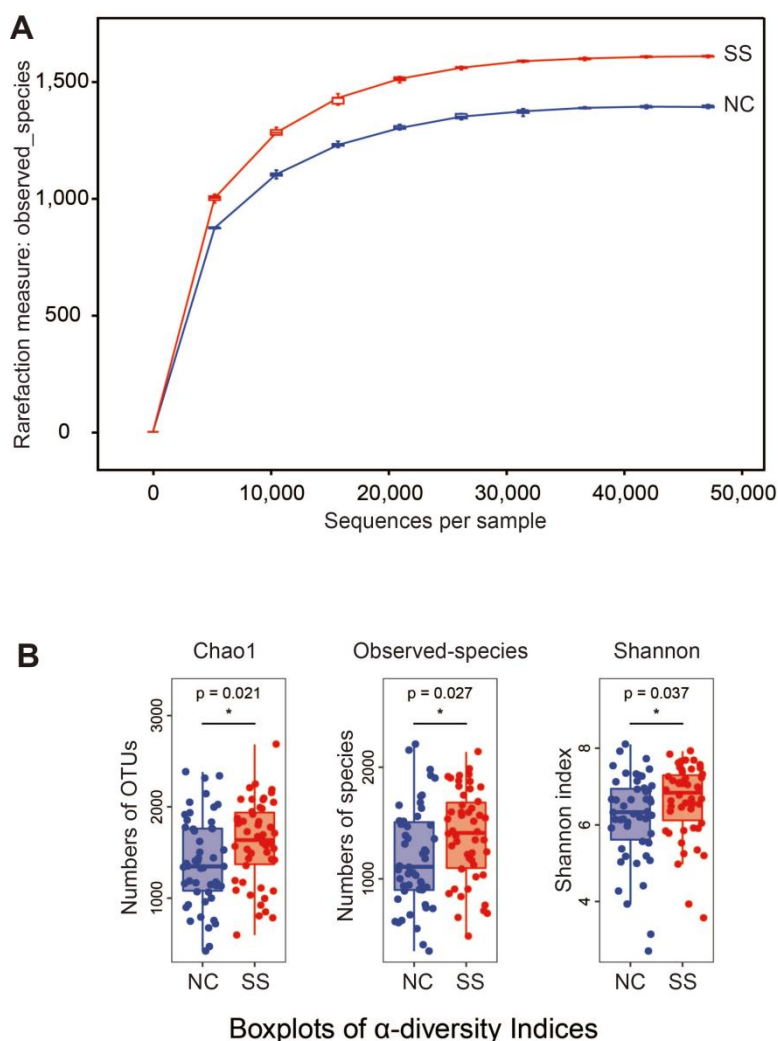 A
Rarefaction measure: observed_species
1,500
1,000
500
0
SS
NC
0 10,000 20,000 30,000 40,000 50,000
Sequences per sample
B
Chao1
p = 0.021
*
Numbers of OTUs
3000
2000
1000
NC SS
Observed-species
p = 0.027
*
Numbers of species
2000
1000
NC SS
Shannon
p = 0.037
*
Shannon index
8
6
4
NC SS
Boxplots of α-diversity Indices